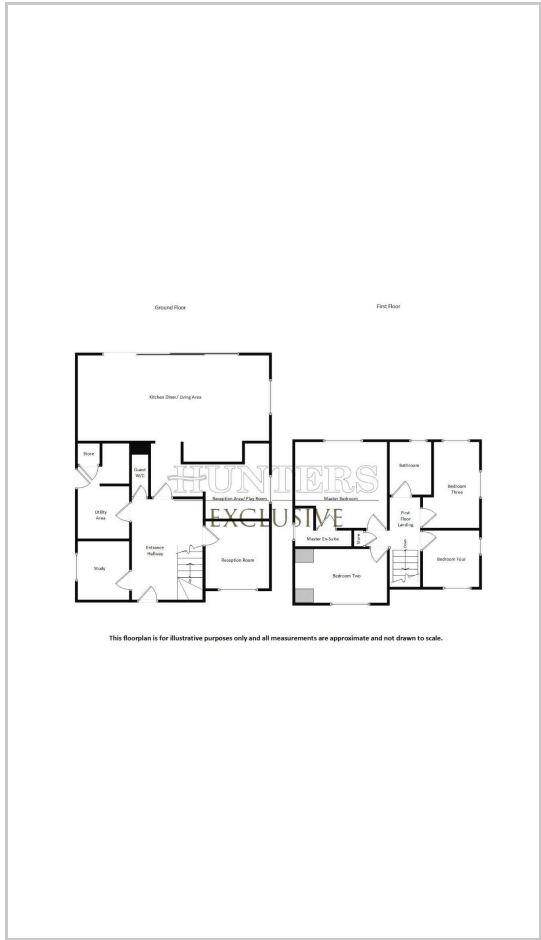 Ground Floor
First Floor
Kitchen Diner/ Living Area
Store
Guest
W/C
Bathroom
Bedroom
Three
HUNTERS
Reception Area/ Play Room
Master Bedroom
EXCLUSIVE
Utility
Area
First
Floor
Landing
Entrance
Hallway
Master En-Suite
Store
Down
Reception Room
Bedroom Four
Study
Bedroom Two
This floorplan is for illustrative purposes only and all measurements are approximate and not drawn to scale.